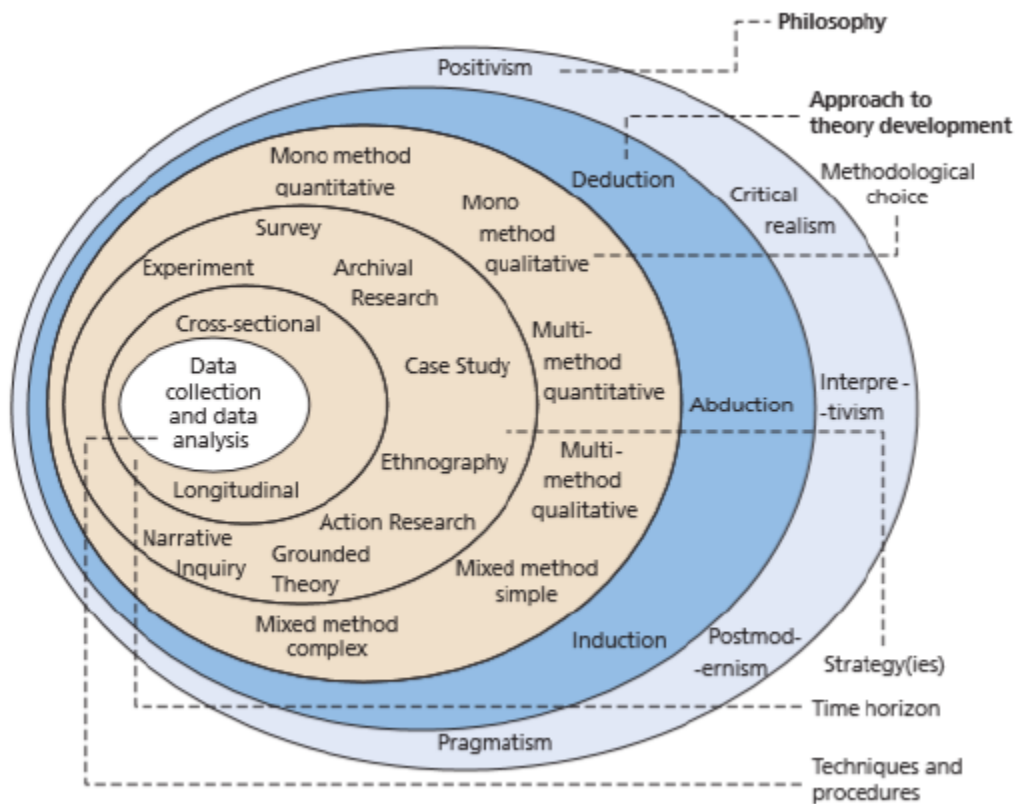 Philosophy
Positivism
Approach to
theory development
Mono method
quantitative
Deduction
Methodological
choice
Critical
realism
Mono
method
qualitative
Survey
Experiment
Archival
Research
Cross-sectional
Multi-
method
quantitative
Data
collection
and data
analysis
Case Study
Abduction
Interpre-
-tivism
Multi-
method
qualitative
Ethnography
Longitudinal
Action Research
Narrative
Inquiry
Grounded
Theory
Mixed method
simple
Mixed method
complex
Induction
Postmod-
-ernism
Strategy(ies)
Time horizon
Pragmatism
Techniques and
procedures